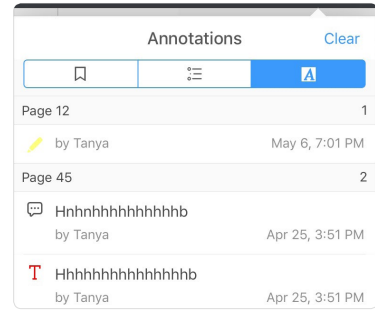 Annotations Clear
A
Page 12 1
by Tanya May 6, 7:01 PM
Page 45 2
Hnhnhhhhhhhhhhb
by Tanya Apr 25, 3:51 PM
T Hhhhhhhhhhhhhhhb
by Tanya Apr 25, 3:51 PM